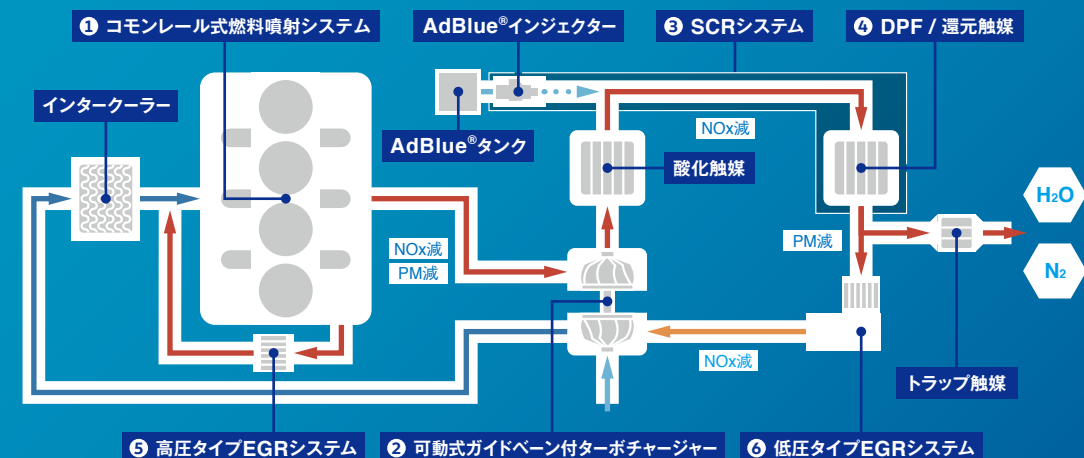 ❶ コモンレール式燃料噴射システム
AdBlue®インジェクター
❸ SCRシステム
❹ DPF / 還元触媒
インタークーラー
AdBlue®タンク
NOx減
酸化触媒
H2O
NOx減
PM減
PM減
N2
NOx減
トラップ触媒
❺ 高圧タイプEGRシステム
❷ 可動式ガイドベーン付ターボチャージャー
❻ 低圧タイプEGRシステム